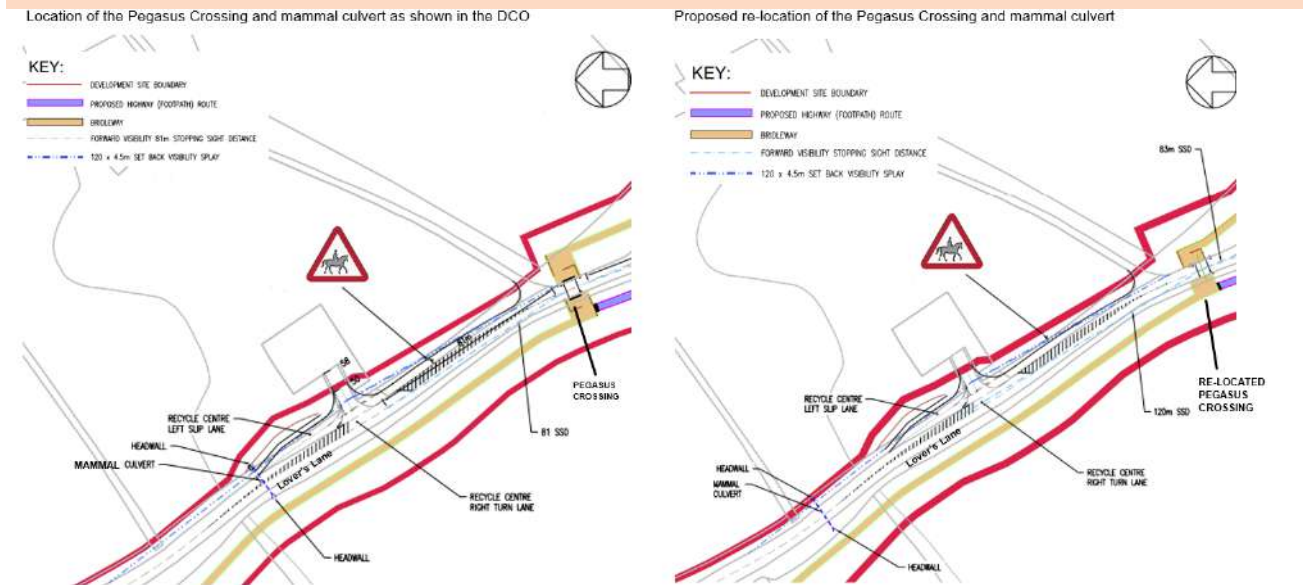 Location of the Pegasus Crossing and mammal culvert as shown in the DCO
KEY:
DEVELOPMENT SITE BOUNDARY
PROPOSED HIGHWAY (FOOTPATH) ROUTE
BRIDLEWAY
FORWARD VISIBILITY 81m STOPPING SIGHT DISTANCE
120 x 4.5m SET BACK VISIBILITY SPLAY
81m
58
50
PEGASUS
CROSSING
RECYCLE CENTRE
LEFT SLIP LANE
HEADWALL
81 SSD
MAMMAL CULVERT
Lover's Lane
RECYCLE CENTRE
RIGHT TURN LANE
HEADWALL
Proposed re-location of the Pegasus Crossing and mammal culvert
KEY:
DEVELOPMENT SITE BOUNDARY
PROPOSED HIGHWAY (FOOTPATH) ROUTE
BRIDLEWAY
FORWARD VISIBILITY STOPPING SIGHT DISTANCE
120 x 4.5m SET BACK VISIBILITY SPLAY
83m SSD
RE-LOCATED
PEGASUS
CROSSING
RECYCLE CENTRE
LEFT SLIP LANE
120m SSD
Lover's Lane
HEADWALL
MAMMAL
CULVERT
RECYCLE CENTRE
RIGHT TURN LANE
HEADWALL